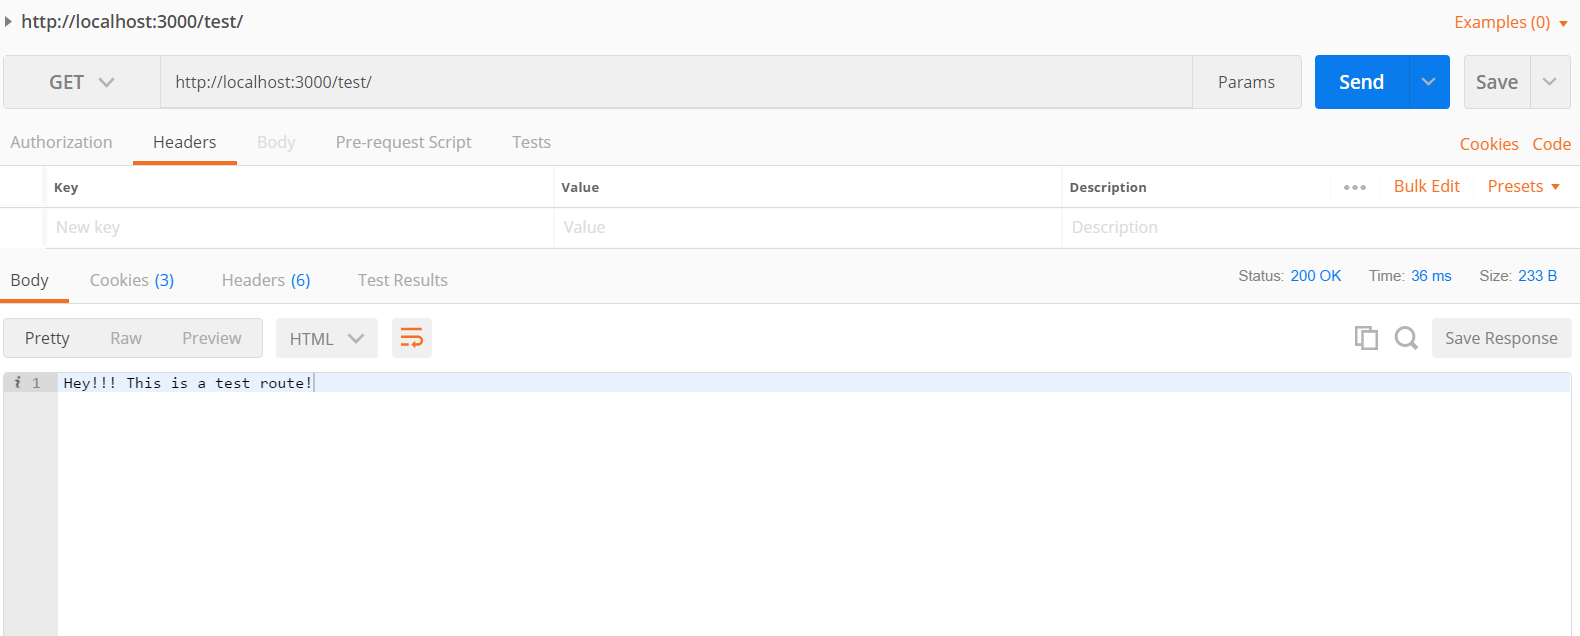 http://localhost:3000/test/ Examples (0)
GET http://localhost:3000/test/ Params Send Save
Authorization Headers Body Pre-request Script Tests Cookies Code
Key Value Description ••• Bulk Edit Presets
New key Value Description
Body Cookies (3) Headers (6) Test Results Status: 200 OK Time: 36 ms Size: 233 B
Pretty Raw Preview HTML Save Response
i 1 Hey!!! This is a test route!